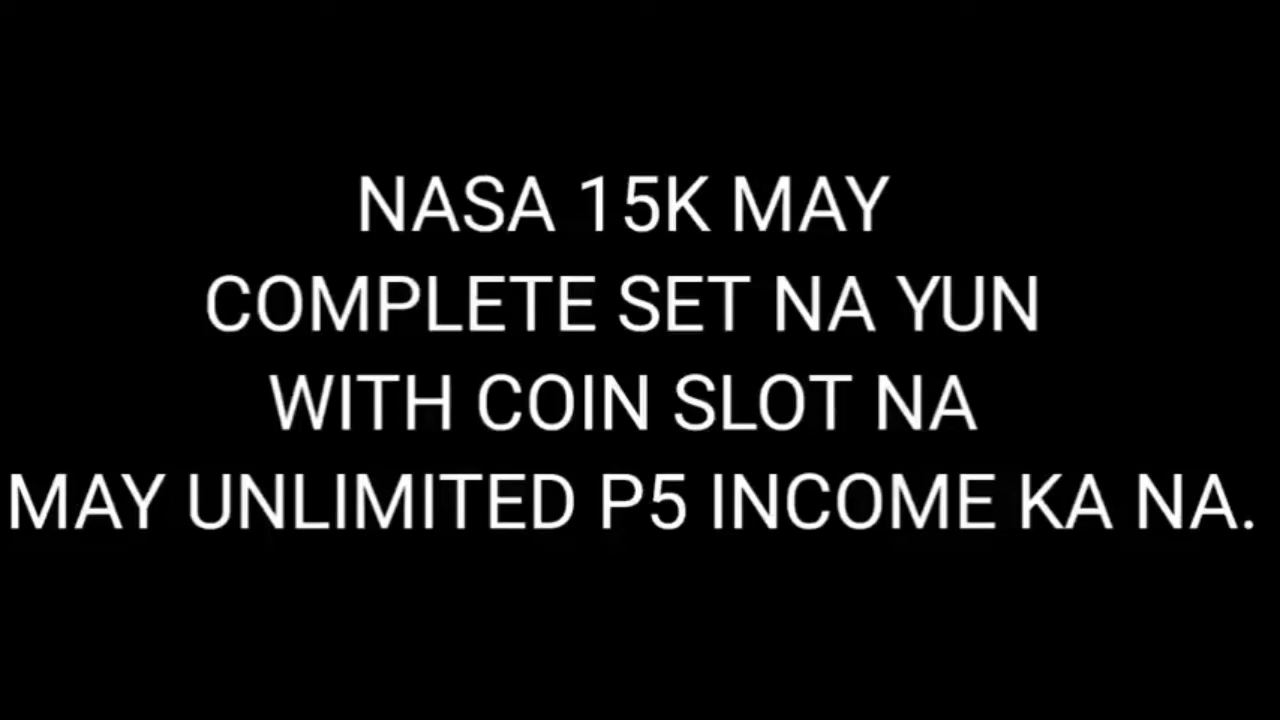 NASA 15K MAY
COMPLETE SET NA YUN
WITH COIN SLOT NA
MAY UNLIMITED P5 INCOME KA NA.